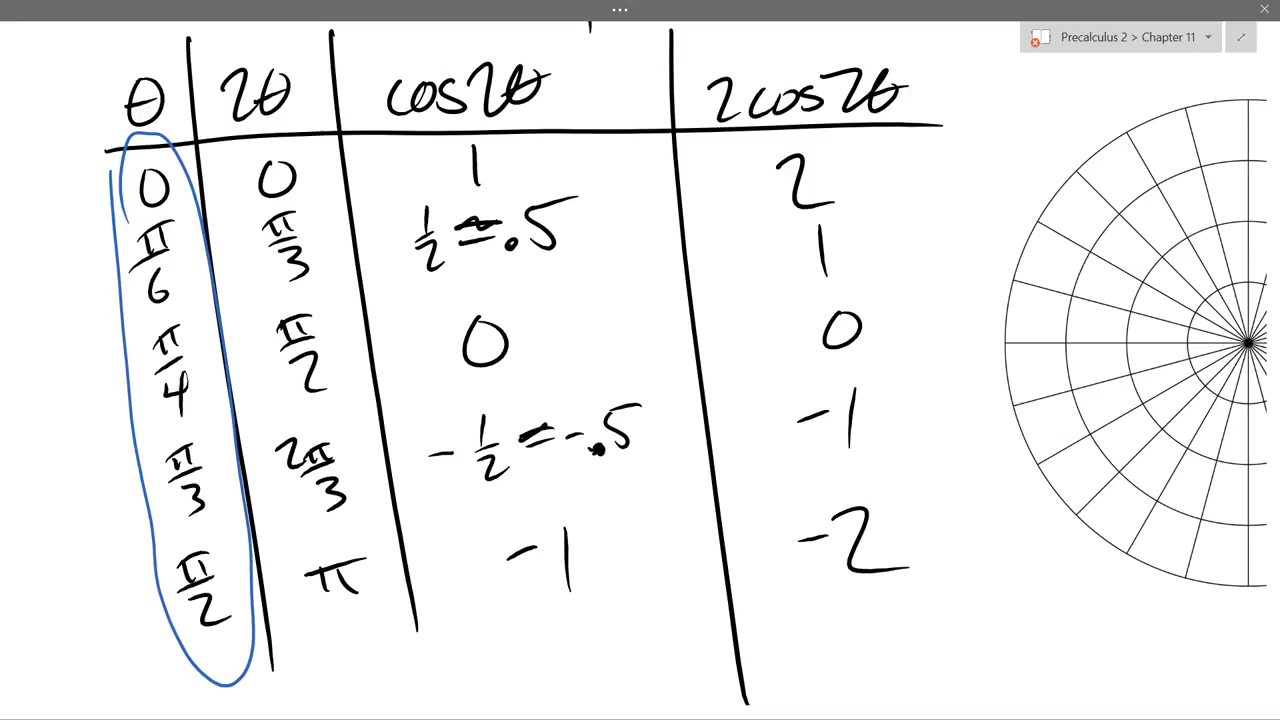 Precalculus 2 > Chapter 11
θ 2θ cos2θ 2cos2θ
0 0 1 2
π/6 π/3 1/2 = .5 1
π/4 π/2 0 0
π/3 2π/3 -1/2 = -.5 -1
π/2 π -1 -2